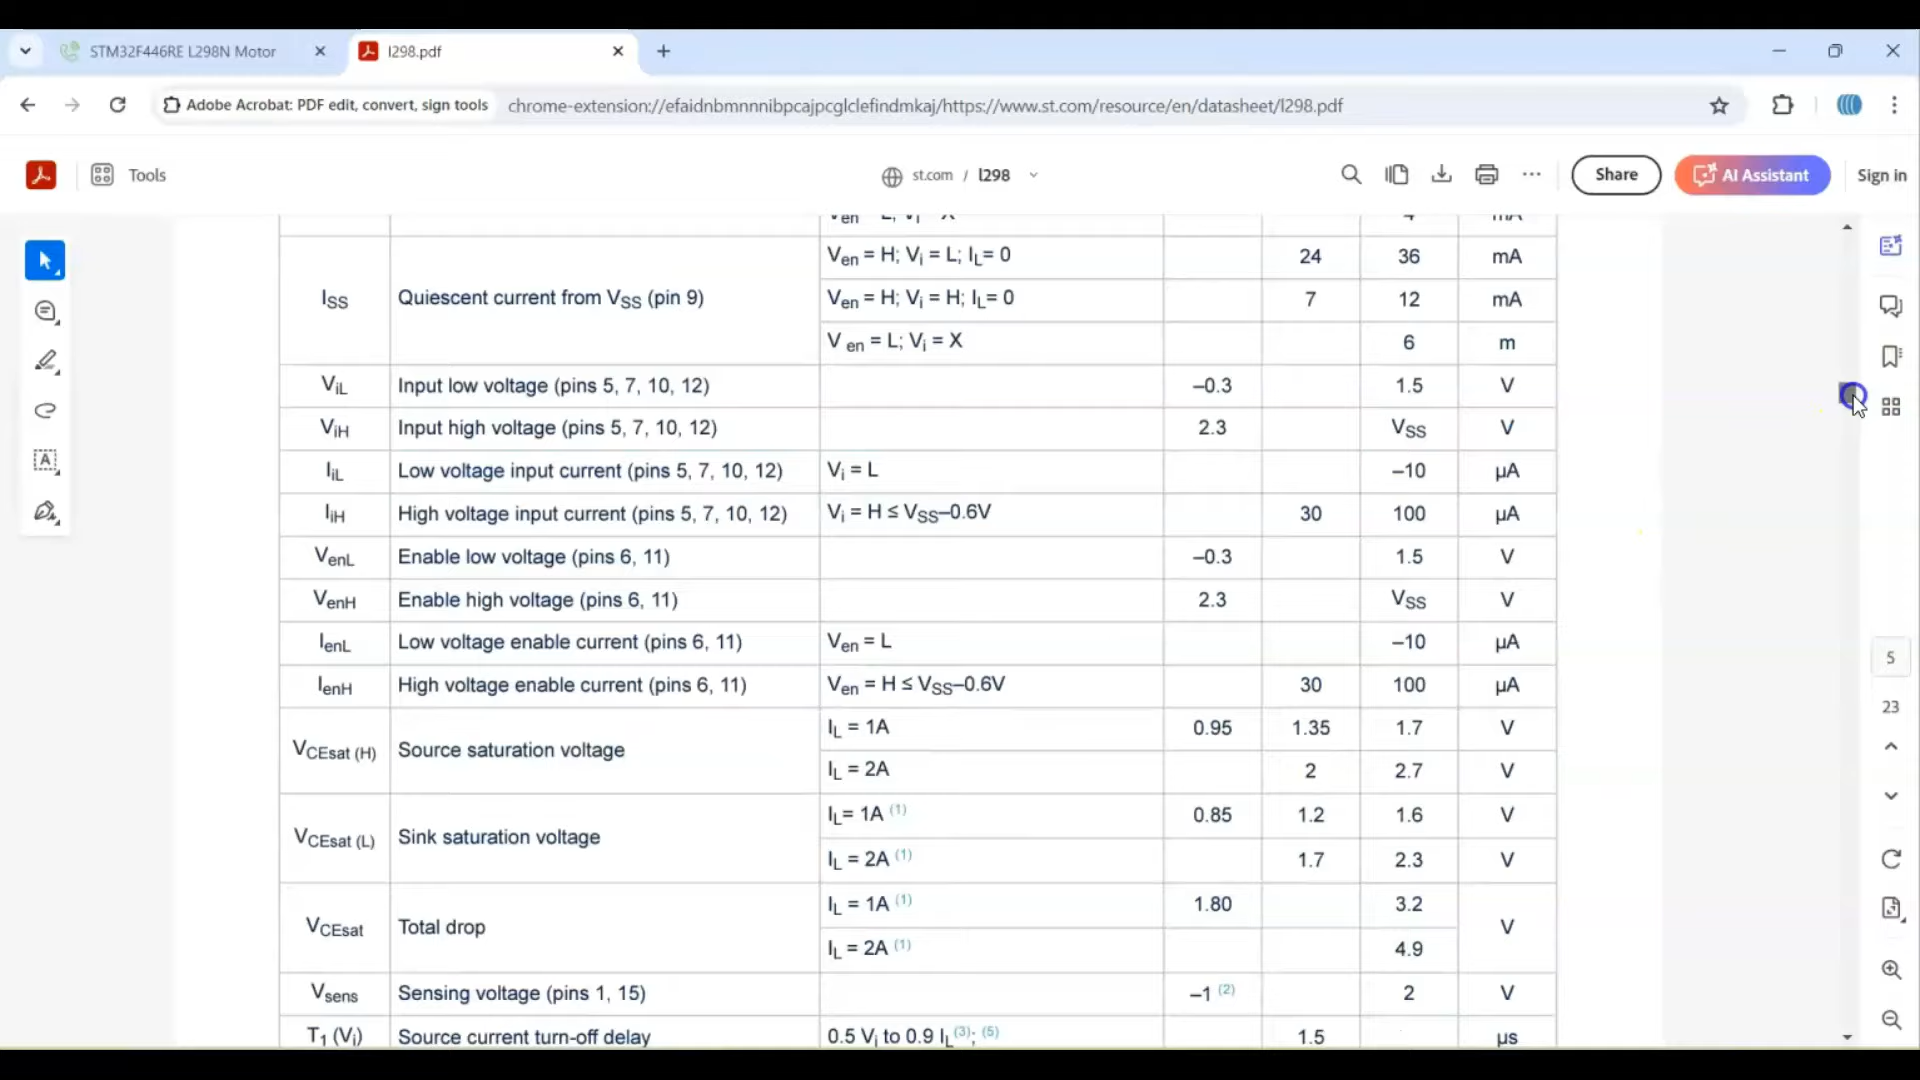 STM32F446RE L298N Motor
l298.pdf
Adobe Acrobat: PDF edit, convert, sign tools
chrome-extension://efaidnbmnnnibpcajpcglclefindmkaj/https://www.st.com/resource/en/datasheet/l298.pdf
Tools
st.com / l298
Share
AI Assistant
Sign in
Ven = L; Vi = X 4 mA
ISS Quiescent current from VSS (pin 9)
Ven = H; Vi = L; IL= 0 24 36 mA
Ven = H; Vi = H; IL= 0 7 12 mA
V en = L; Vi = X 6 m
ViL Input low voltage (pins 5, 7, 10, 12) –0.3 1.5 V
ViH Input high voltage (pins 5, 7, 10, 12) 2.3 VSS V
IiL Low voltage input current (pins 5, 7, 10, 12) Vi = L –10 µA
IiH High voltage input current (pins 5, 7, 10, 12) Vi = H ≤ VSS–0.6V 30 100 µA
VenL Enable low voltage (pins 6, 11) –0.3 1.5 V
VenH Enable high voltage (pins 6, 11) 2.3 VSS V
IenL Low voltage enable current (pins 6, 11) Ven = L –10 µA
IenH High voltage enable current (pins 6, 11) Ven = H ≤ VSS–0.6V 30 100 µA
VCEsat (H) Source saturation voltage
IL = 1A 0.95 1.35 1.7 V
IL = 2A 2 2.7 V
VCEsat (L) Sink saturation voltage
IL= 1A (1) 0.85 1.2 1.6 V
IL = 2A (1) 1.7 2.3 V
VCEsat Total drop
IL = 1A (1) 1.80 3.2
V
IL = 2A (1) 4.9
Vsens Sensing voltage (pins 1, 15) –1 (2) 2 V
T1 (Vi) Source current turn-off delay 0.5 Vi to 0.9 IL(3); (5) 1.5 µs
5
23